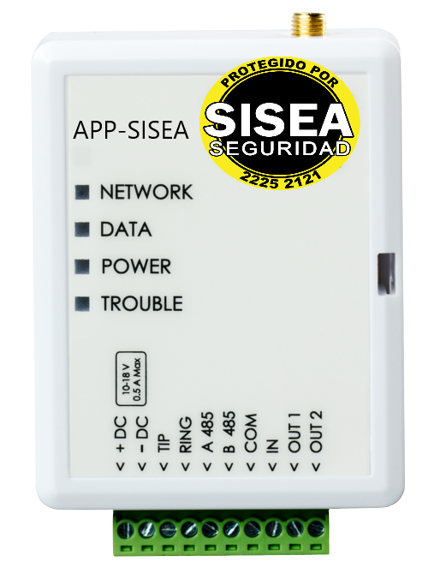 PROTEGIDO POR
SISEA
SEGURIDAD
2225 2121
APP-SISEA
NETWORK
DATA
POWER
TROUBLE
10-18 V
0.5 A Max
< + DC
< - DC
< TIP
< RING
< A 485
< B 485
< COM
< IN
< OUT 1
< OUT 2